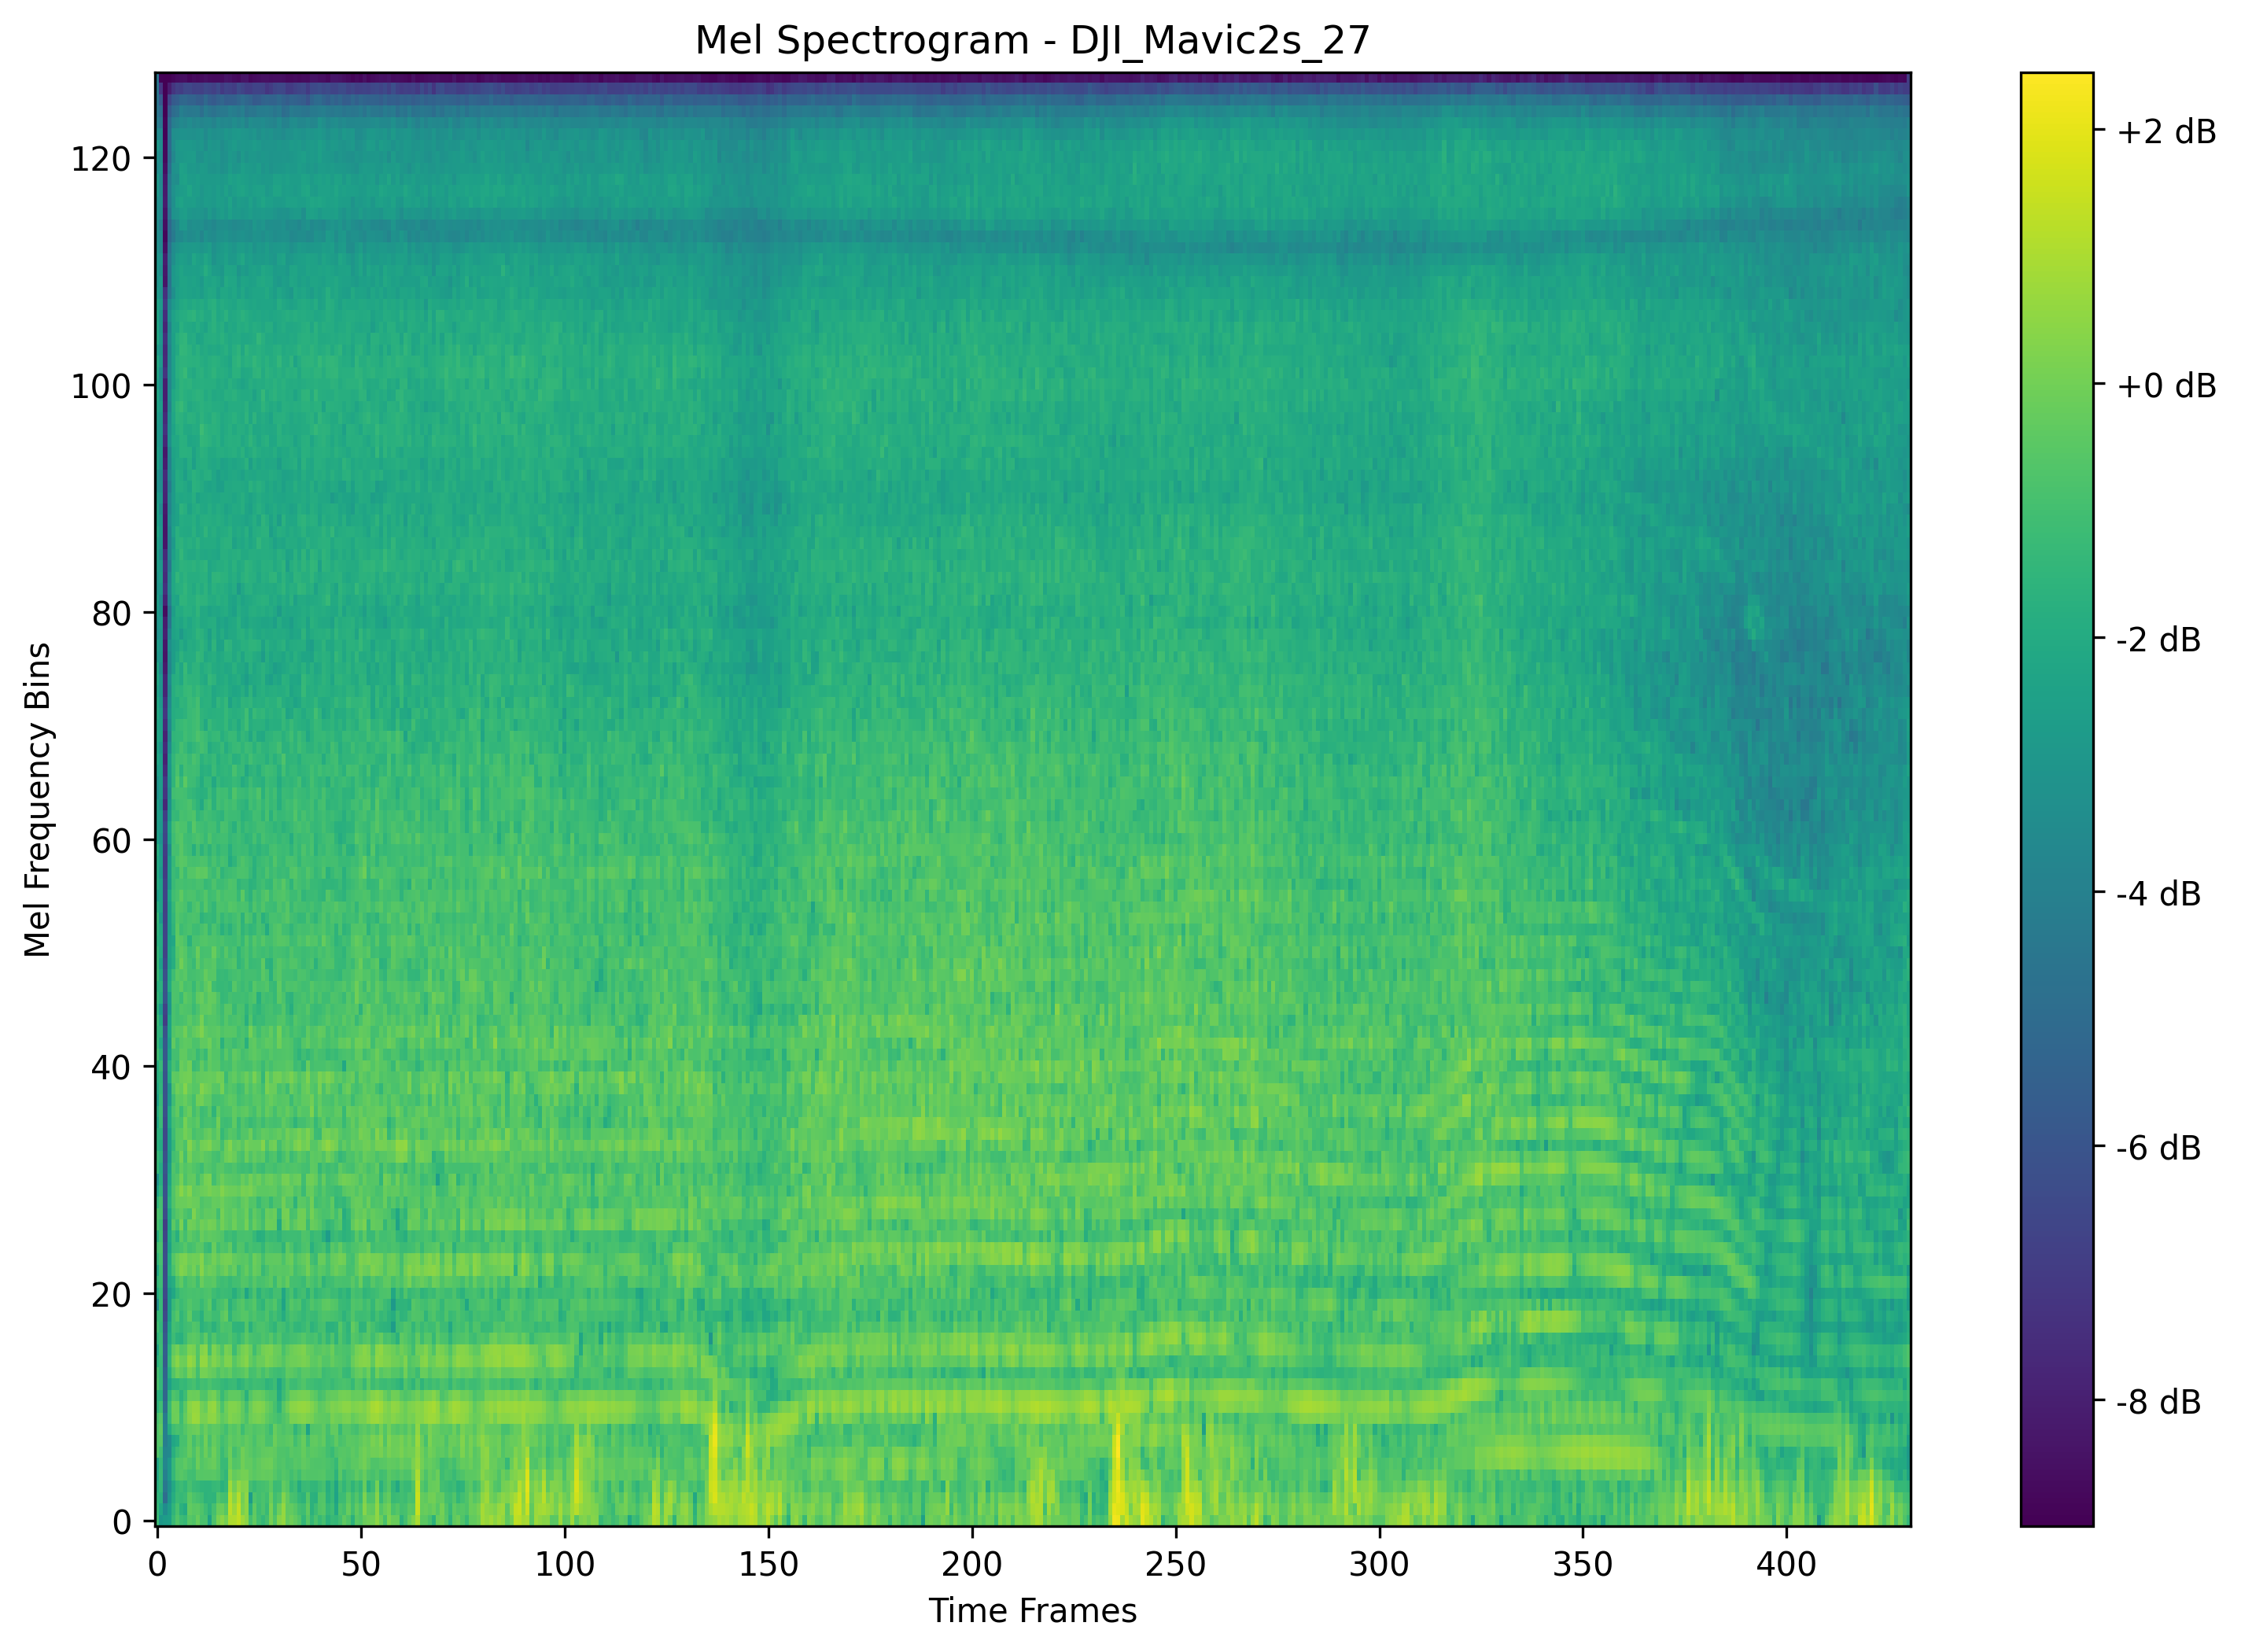 Mel Spectrogram - DJI_Mavic2s_27
Mel Frequency Bins
120
100
80
60
40
20
0
0 50 100 150 200 250 300 350 400
Time Frames
+2 dB
+0 dB
-2 dB
-4 dB
-6 dB
-8 dB